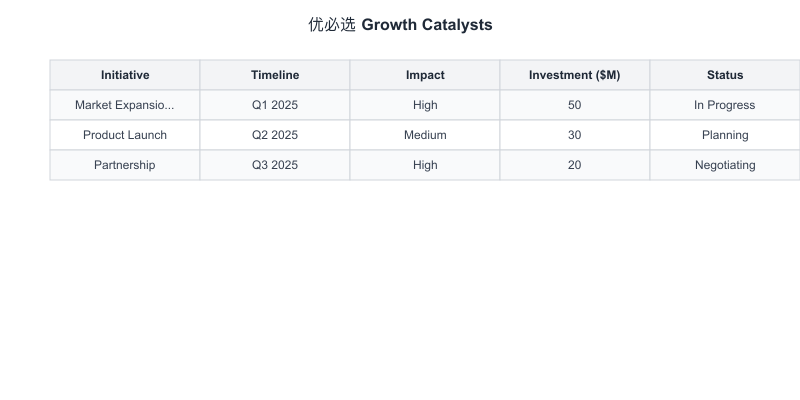 优必选 Growth Catalysts
Initiative Timeline Impact Investment ($M) Status
Market Expansio... Q1 2025 High 50 In Progress
Product Launch Q2 2025 Medium 30 Planning
Partnership Q3 2025 High 20 Negotiating